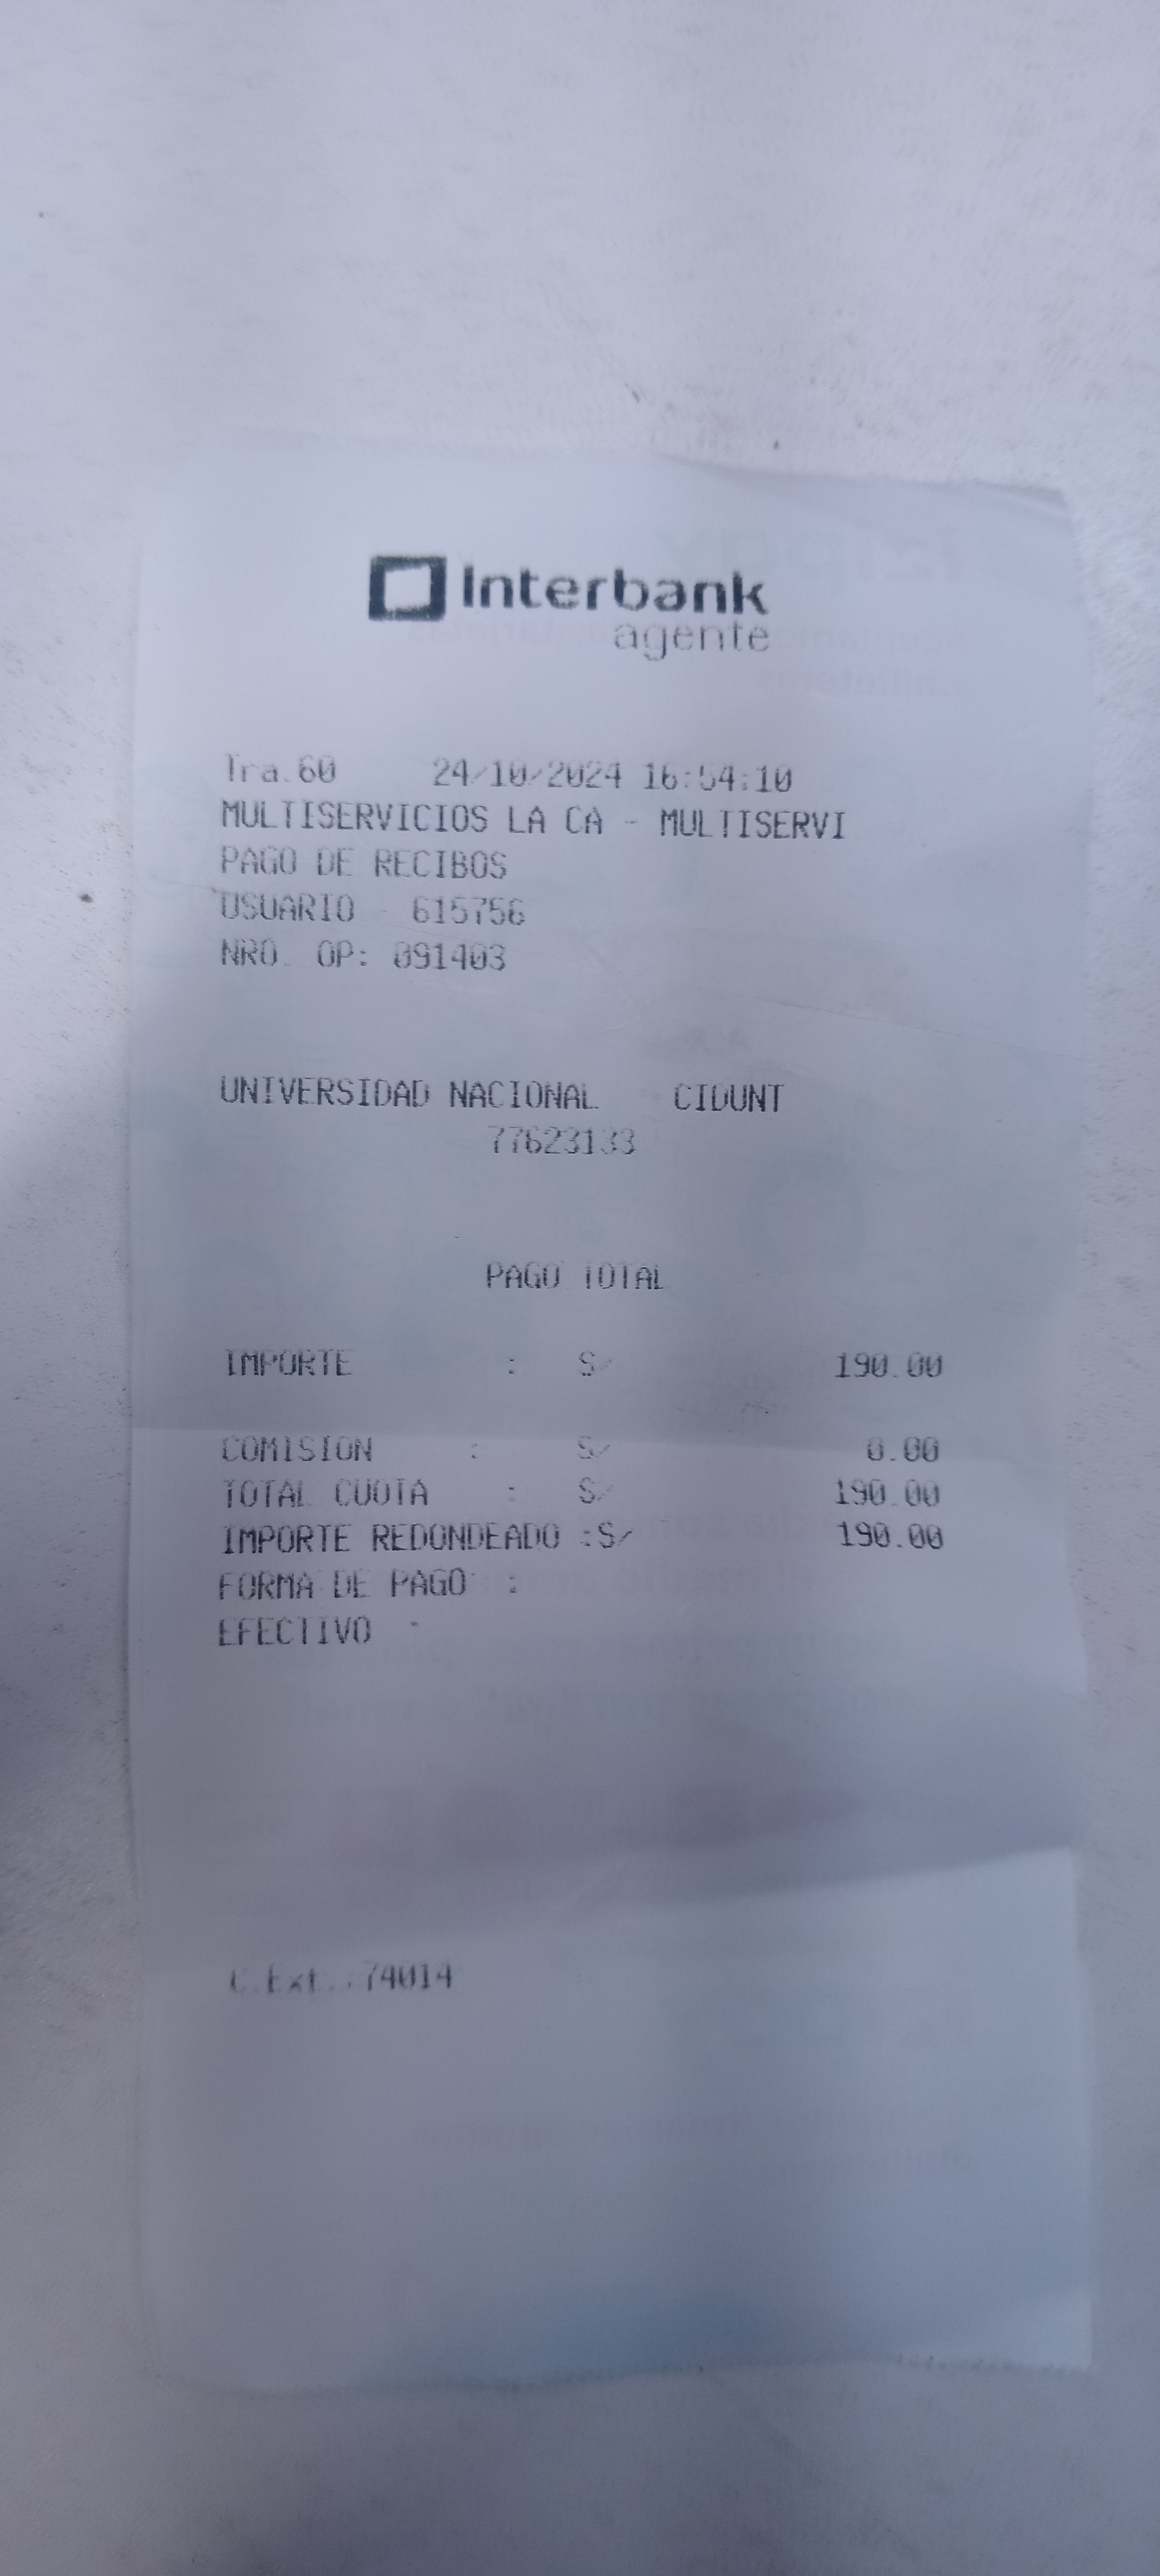 Interbank
agente
Tra.60 24/10/2024 16:54:10
MULTISERVICIOS LA CA - MULTISERVI
PAGO DE RECIBOS
USUARIO - 615756
NRO. OP: 091403
UNIVERSIDAD NACIONAL CIDUNT
77623133
PAGO TOTAL
IMPORTE : S/ 190.00
COMISION : S/ 0.00
TOTAL CUOTA : S/ 190.00
IMPORTE REDONDEADO :S/ 190.00
FORMA DE PAGO :
EFECTIVO
C.Ext.:74014